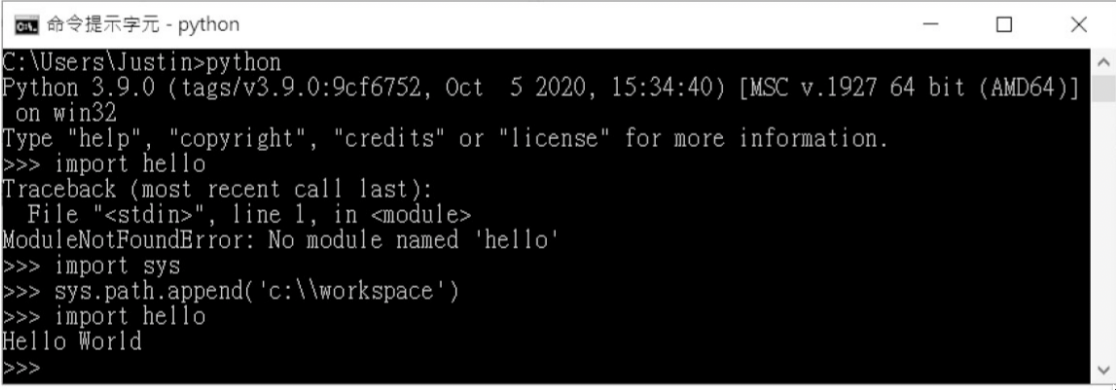 命令提示字元 - python
C:\Users\Justin>python
Python 3.9.0 (tags/v3.9.0:9cf6752, Oct  5 2020, 15:34:40) [MSC v.1927 64 bit (AMD64)]
 on win32
Type "help", "copyright", "credits" or "license" for more information.
>>> import hello
Traceback (most recent call last):
  File "<stdin>", line 1, in <module>
ModuleNotFoundError: No module named 'hello'
>>> import sys
>>> sys.path.append('c:\\workspace')
>>> import hello
Hello World
>>>